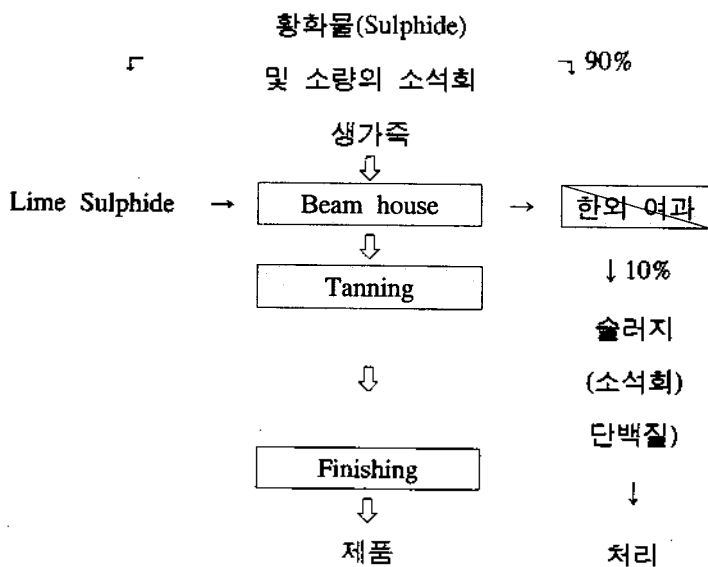 황화물(Sulphide)
및 소량의 소석회
90%
생가죽
Lime Sulphide → Beam house → 한외 여과
Tanning
↓ 10%
슬러지
(소석회)
단백질)
Finishing
↓
제품
처리